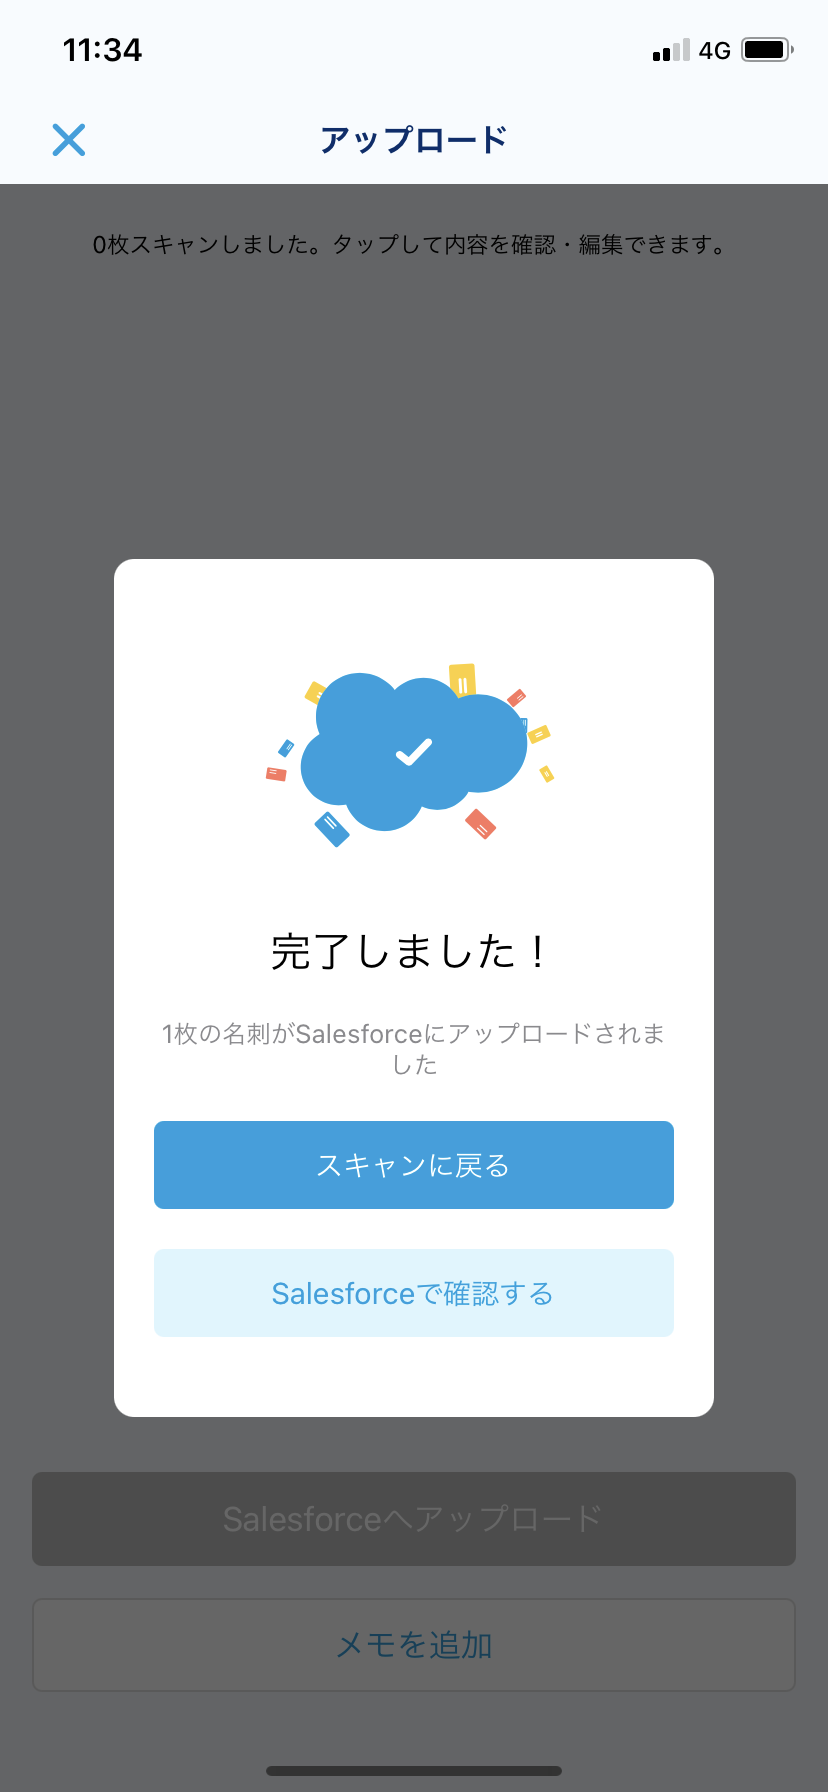 11:34
4G
アップロード
0枚スキャンしました。タップして内容を確認・編集できます。
完了しました！
1枚の名刺がSalesforceにアップロードされま
した
スキャンに戻る
Salesforceで確認する
Salesforceへアップロード
メモを追加